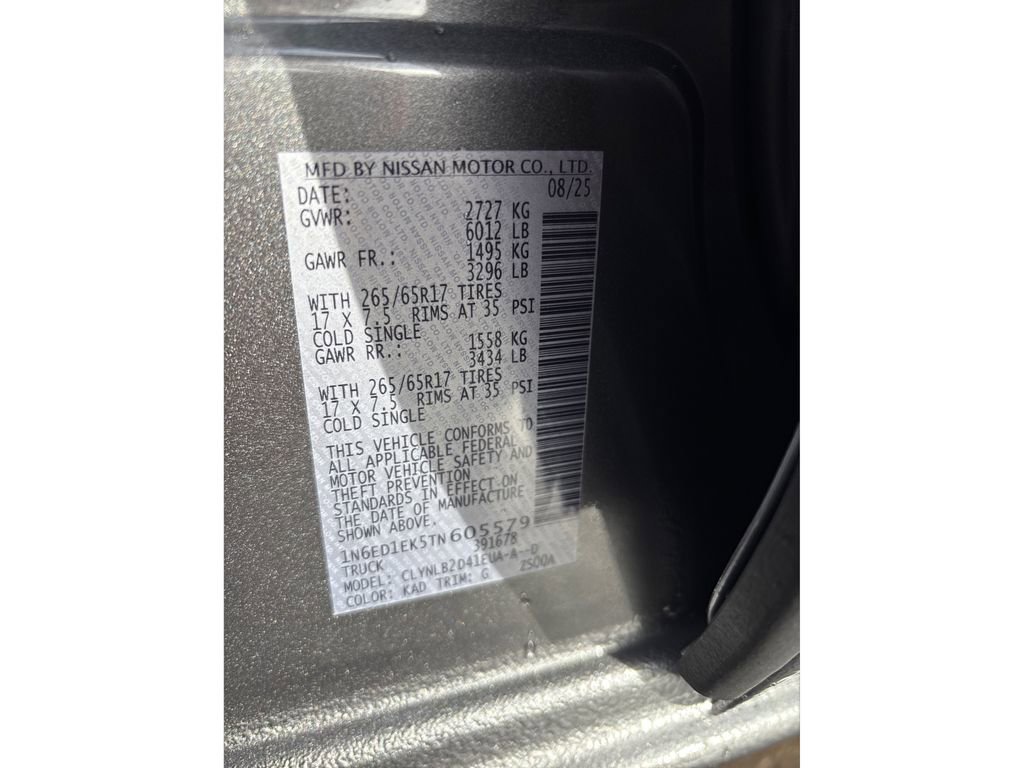 MFD BY NISSAN MOTOR CO., LTD.
DATE: 08/25
GVWR: 2727 KG
6012 LB
GAWR FR.: 1495 KG
3296 LB
WITH 265/65R17 TIRES
17 X 7.5 RIMS AT 35 PSI
COLD SINGLE
GAWR RR.: 1558 KG
3434 LB
WITH 265/65R17 TIRES
17 X 7.5 RIMS AT 35 PSI
COLD SINGLE
THIS VEHICLE CONFORMS TO
ALL APPLICABLE FEDERAL
MOTOR VEHICLE SAFETY AND
THEFT PREVENTION
STANDARDS IN EFFECT ON
THE DATE OF MANUFACTURE
SHOWN ABOVE.
1N6ED1EK5TN605579
TRUCK 391678
MODEL: CLYNLB2D41EUA-A--D
COLOR: KAD TRIM: G ZS00A